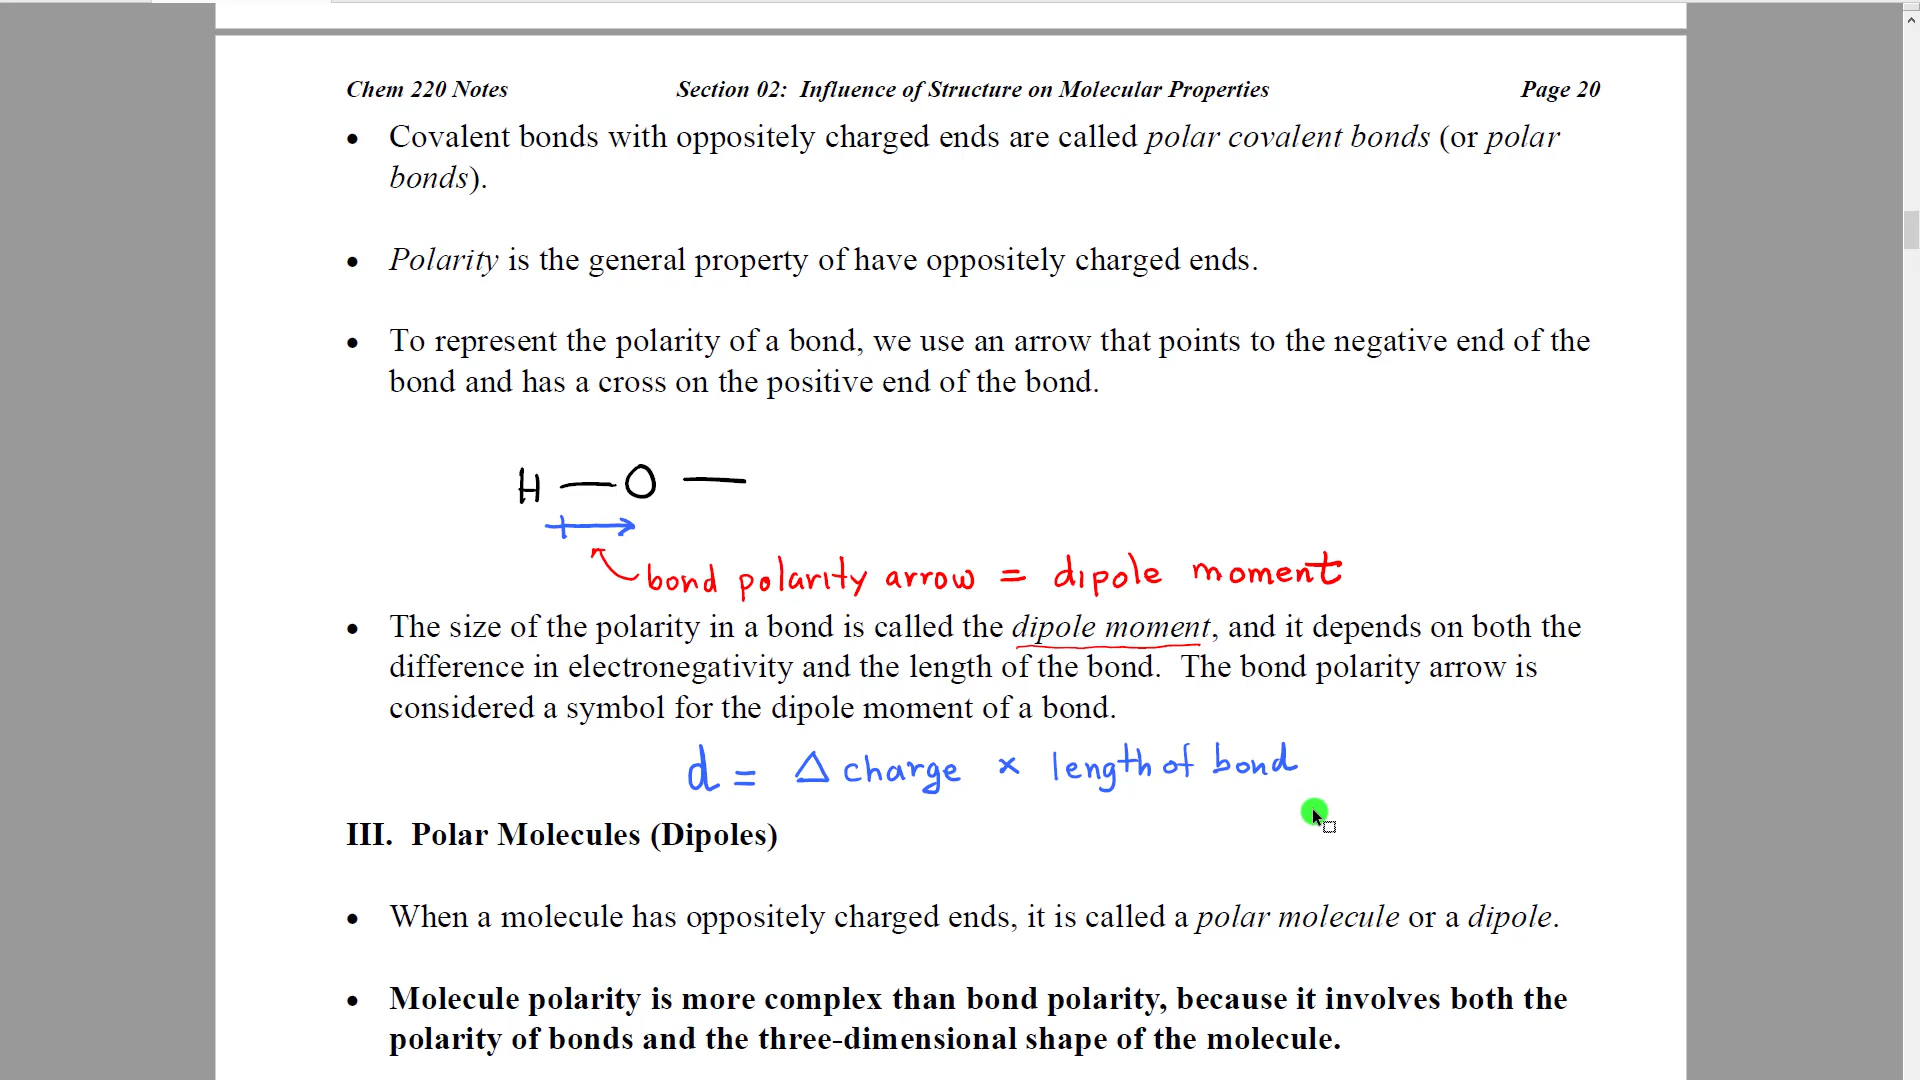 Chem 220 Notes Section 02: Influence of Structure on Molecular Properties Page 20
• Covalent bonds with oppositely charged ends are called polar covalent bonds (or polar
bonds).
• Polarity is the general property of have oppositely charged ends.
• To represent the polarity of a bond, we use an arrow that points to the negative end of the
bond and has a cross on the positive end of the bond.
H — O —
bond polarity arrow = dipole moment
• The size of the polarity in a bond is called the dipole moment, and it depends on both the
difference in electronegativity and the length of the bond. The bond polarity arrow is
considered a symbol for the dipole moment of a bond.
d = Δ charge × length of bond
III. Polar Molecules (Dipoles)
• When a molecule has oppositely charged ends, it is called a polar molecule or a dipole.
• Molecule polarity is more complex than bond polarity, because it involves both the
polarity of bonds and the three-dimensional shape of the molecule.